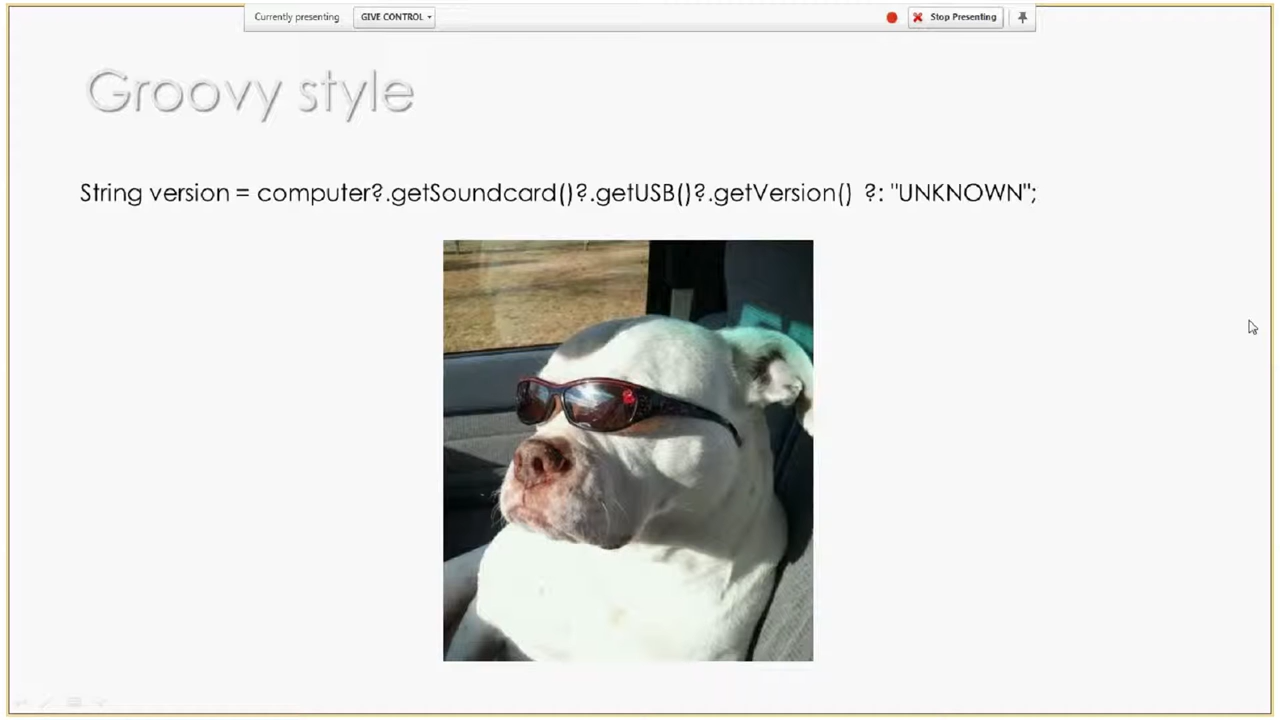 Currently presenting GIVE CONTROL Stop Presenting
Groovy style
String version = computer?.getSoundcard()?.getUSB()?.getVersion() ?: "UNKNOWN";